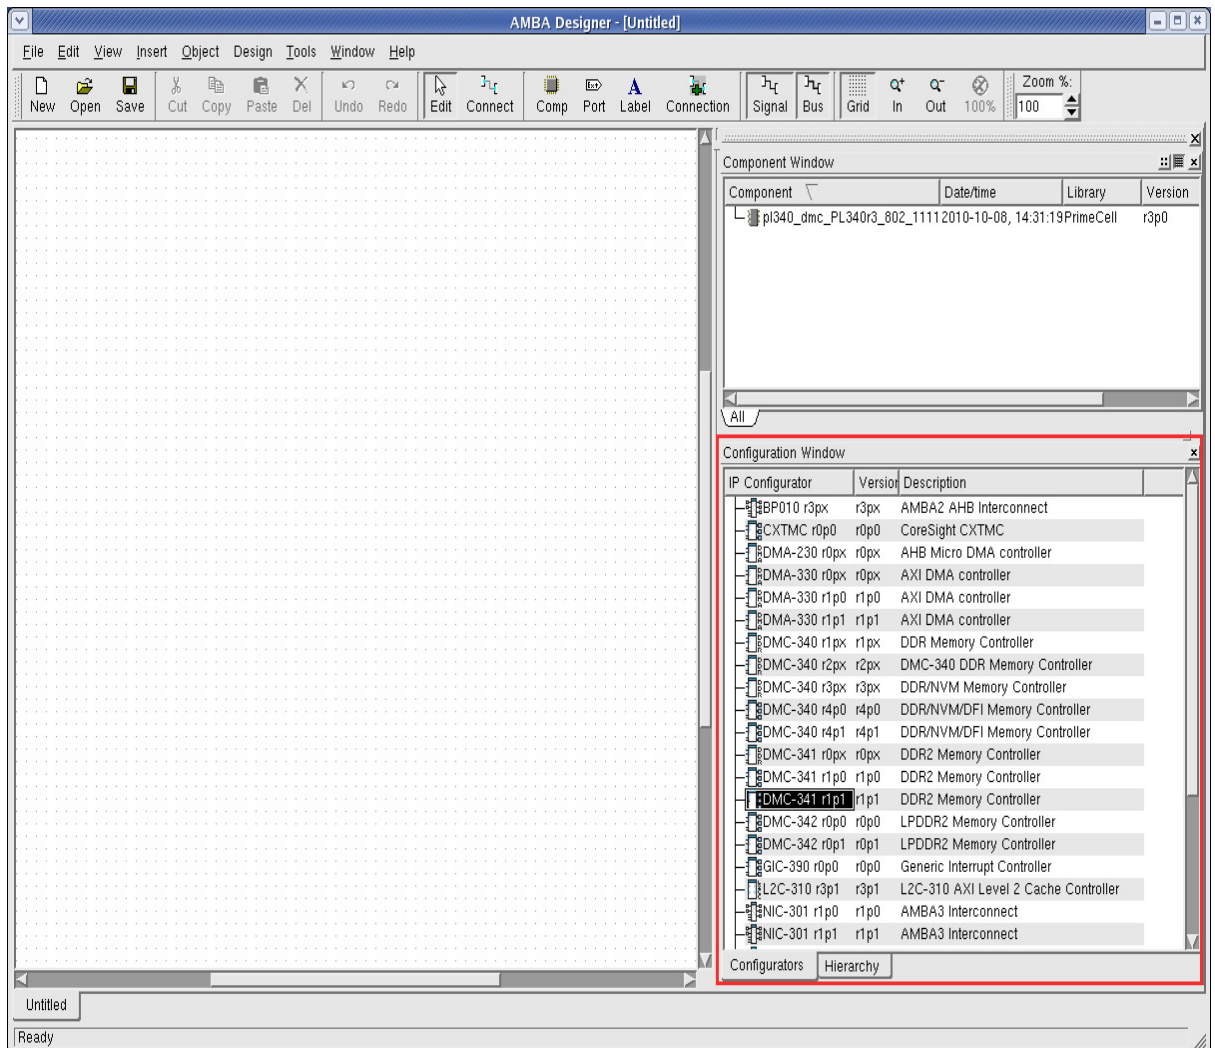 AMBA Designer - [Untitled]
File Edit View Insert Object Design Tools Window Help
New Open Save Cut Copy Paste Del Undo Redo Edit Connect Comp Port Label Connection Signal Bus Grid In Out 100% Zoom %: 100
Component Window
Component Date/time Library Version
pl340_dmc_PL340r3_802_1111 2010-10-08, 14:31:19 PrimeCell r3p0
All
Configuration Window
IP Configurator Version Description
BP010 r3px r3px AMBA2 AHB Interconnect
CXTMC r0p0 r0p0 CoreSight CXTMC
DMA-230 r0px r0px AHB Micro DMA controller
DMA-330 r0px r0px AXI DMA controller
DMA-330 r1p0 r1p0 AXI DMA controller
DMA-330 r1p1 r1p1 AXI DMA controller
DMC-340 r1px r1px DDR Memory Controller
DMC-340 r2px r2px DMC-340 DDR Memory Controller
DMC-340 r3px r3px DDR/NVM Memory Controller
DMC-340 r4p0 r4p0 DDR/NVM/DFI Memory Controller
DMC-340 r4p1 r4p1 DDR/NVM/DFI Memory Controller
DMC-341 r0px r0px DDR2 Memory Controller
DMC-341 r1p0 r1p0 DDR2 Memory Controller
DMC-341 r1p1 r1p1 DDR2 Memory Controller
DMC-342 r0p0 r0p0 LPDDR2 Memory Controller
DMC-342 r0p1 r0p1 LPDDR2 Memory Controller
GIC-390 r0p0 r0p0 Generic Interrupt Controller
L2C-310 r3p1 r3p1 L2C-310 AXI Level 2 Cache Controller
NIC-301 r1p0 r1p0 AMBA3 Interconnect
NIC-301 r1p1 r1p1 AMBA3 Interconnect
Configurators Hierarchy
Untitled
Ready